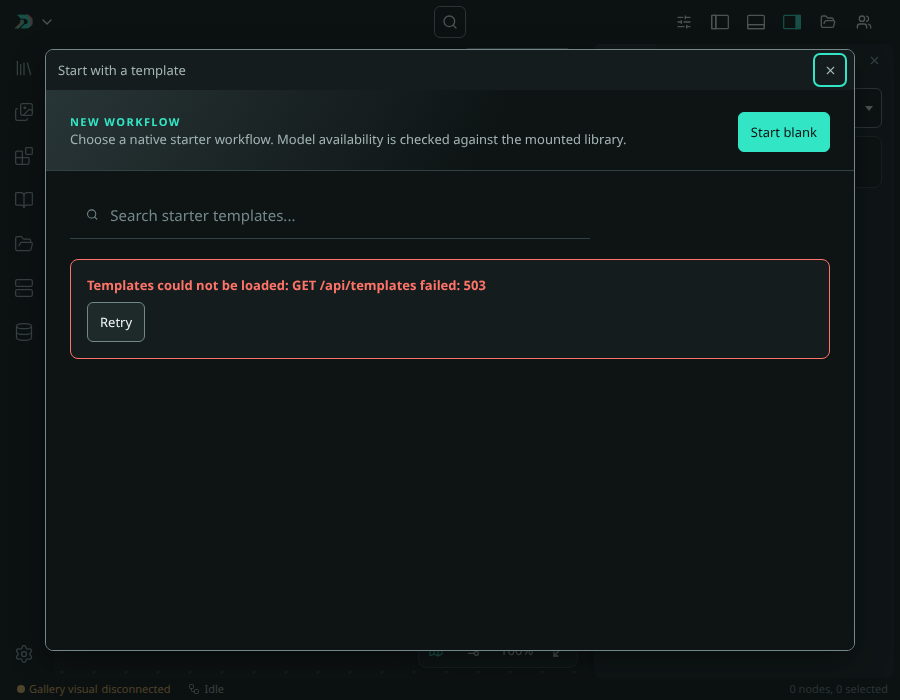 Start with a template
NEW WORKFLOW
Choose a native starter workflow. Model availability is checked against the mounted library.
Start blank
Search starter templates...
Templates could not be loaded: GET /api/templates failed: 503
Retry
100%
Gallery visual disconnected
Idle
0 nodes, 0 selected